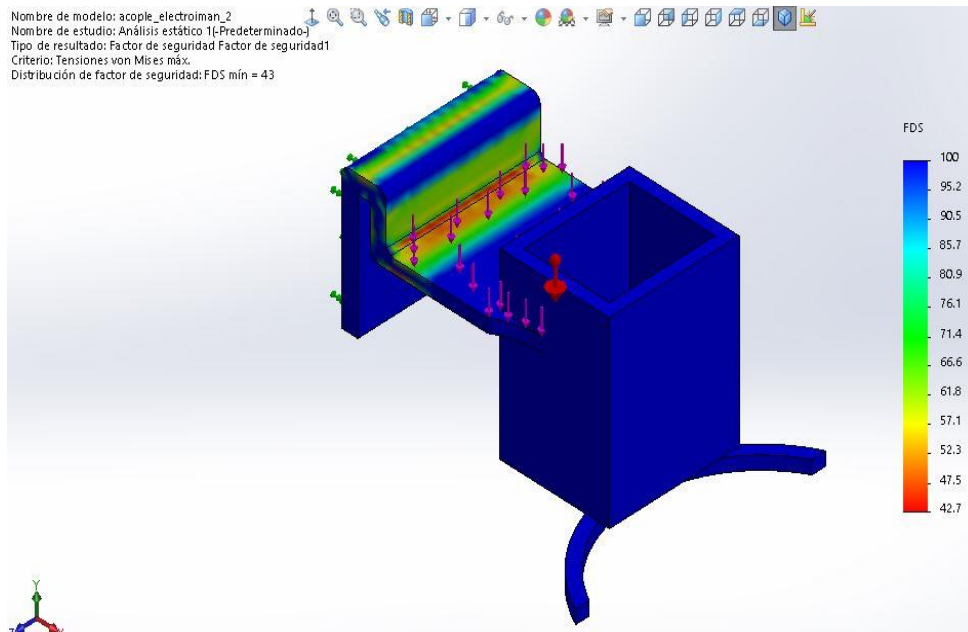 Nombre de modelo: acople_electroiman_2
Nombre de estudio: Análisis estático 1(-Predeterminado-)
Tipo de resultado: Factor de seguridad Factor de seguridad1
Criterio: Tensiones von Mises máx.
Distribución de factor de seguridad: FDS mín = 43
FDS
100
95.2
90.5
85.7
80.9
76.1
71.4
66.6
61.8
57.1
52.3
47.5
42.7
Y